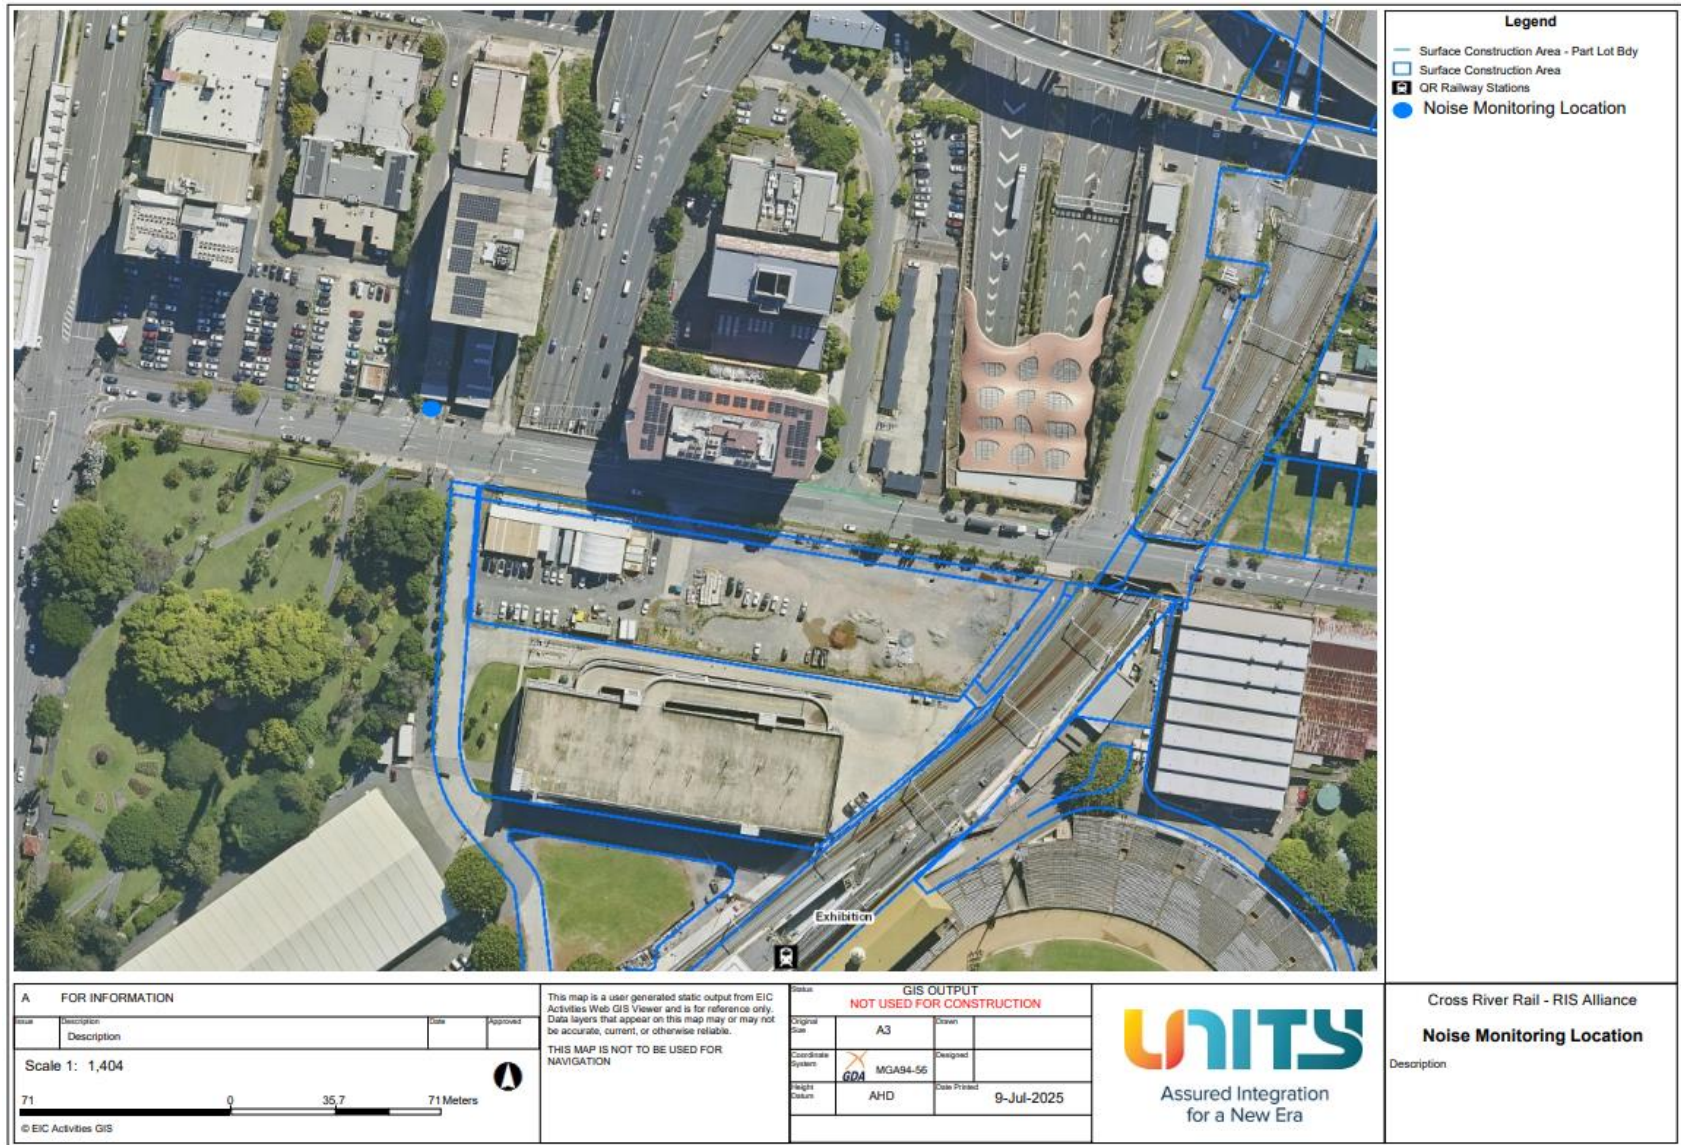 Legend
Surface Construction Area - Part Lot Bdy
Surface Construction Area
QR Railway Stations
Noise Monitoring Location
Exhibition
A FOR INFORMATION
Issue Description Date Approved
Description
Scale 1: 1,404
71 0 35.7 71 Meters
© EIC Activities GIS
This map is a user generated static output from EIC
Activities Web GIS Viewer and is for reference only.
Data layers that appear on this map may or may not
be accurate, current, or otherwise reliable.
THIS MAP IS NOT TO BE USED FOR
NAVIGATION
Status
GIS OUTPUT
NOT USED FOR CONSTRUCTION
Original Size A3 Drawn
Coordinate System GDA MGA94-56 Designed
Height Datum AHD Date Printed 9-Jul-2025
UNITY
Assured Integration
for a New Era
Cross River Rail - RIS Alliance
Noise Monitoring Location
Description